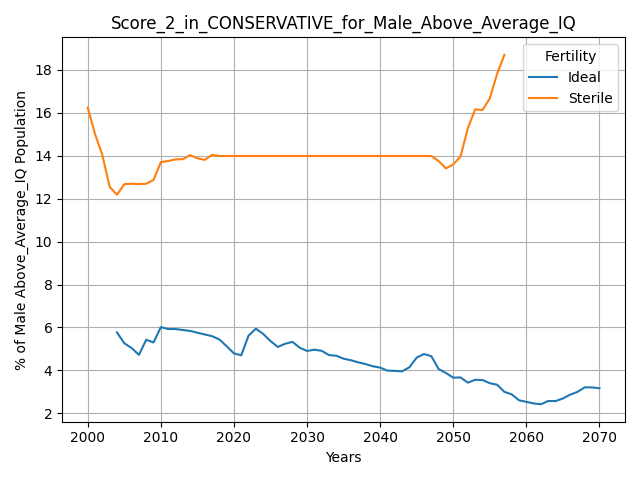 Score_2_in_CONSERVATIVE_for_Male_Above_Average_IQ
% of Male Above_Average_IQ Population
18
16
14
12
10
8
6
4
2
Fertility
Ideal
Sterile
2000 2010 2020 2030 2040 2050 2060 2070
Years